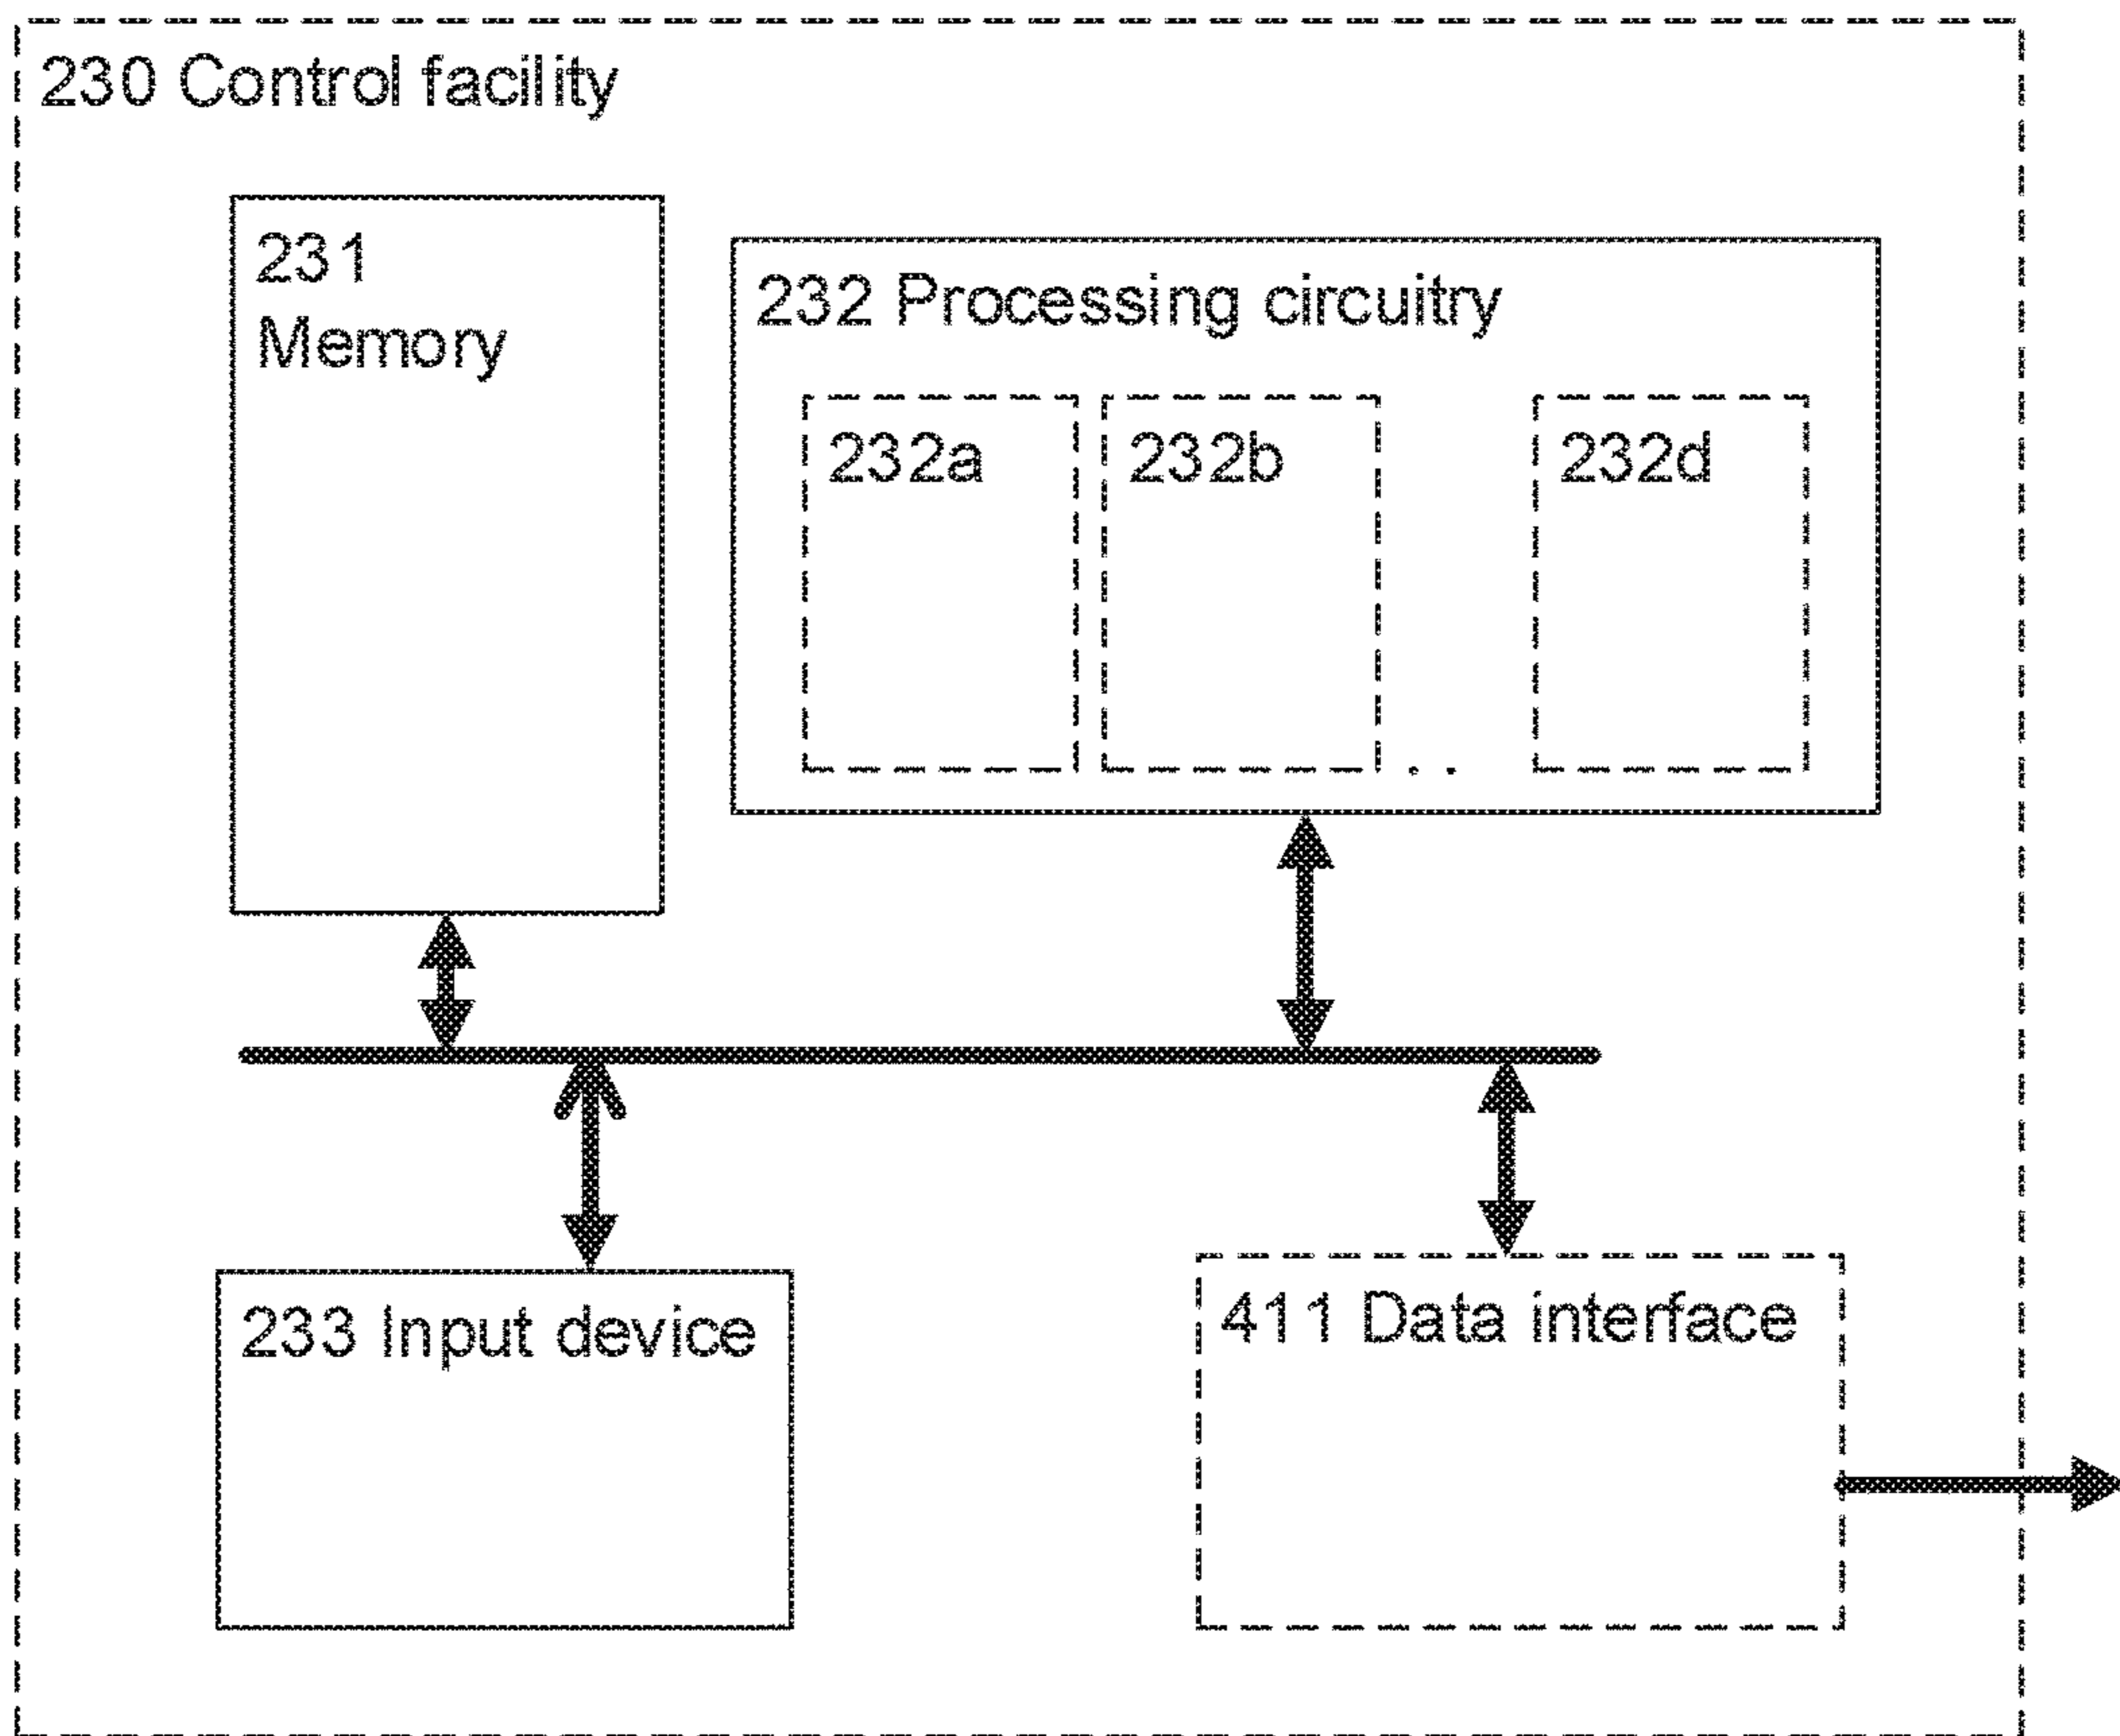 230 Control facility
231
Memory
232 Processing circuitry
232a
232b
. .
232d
233 Input device
411 Data interface